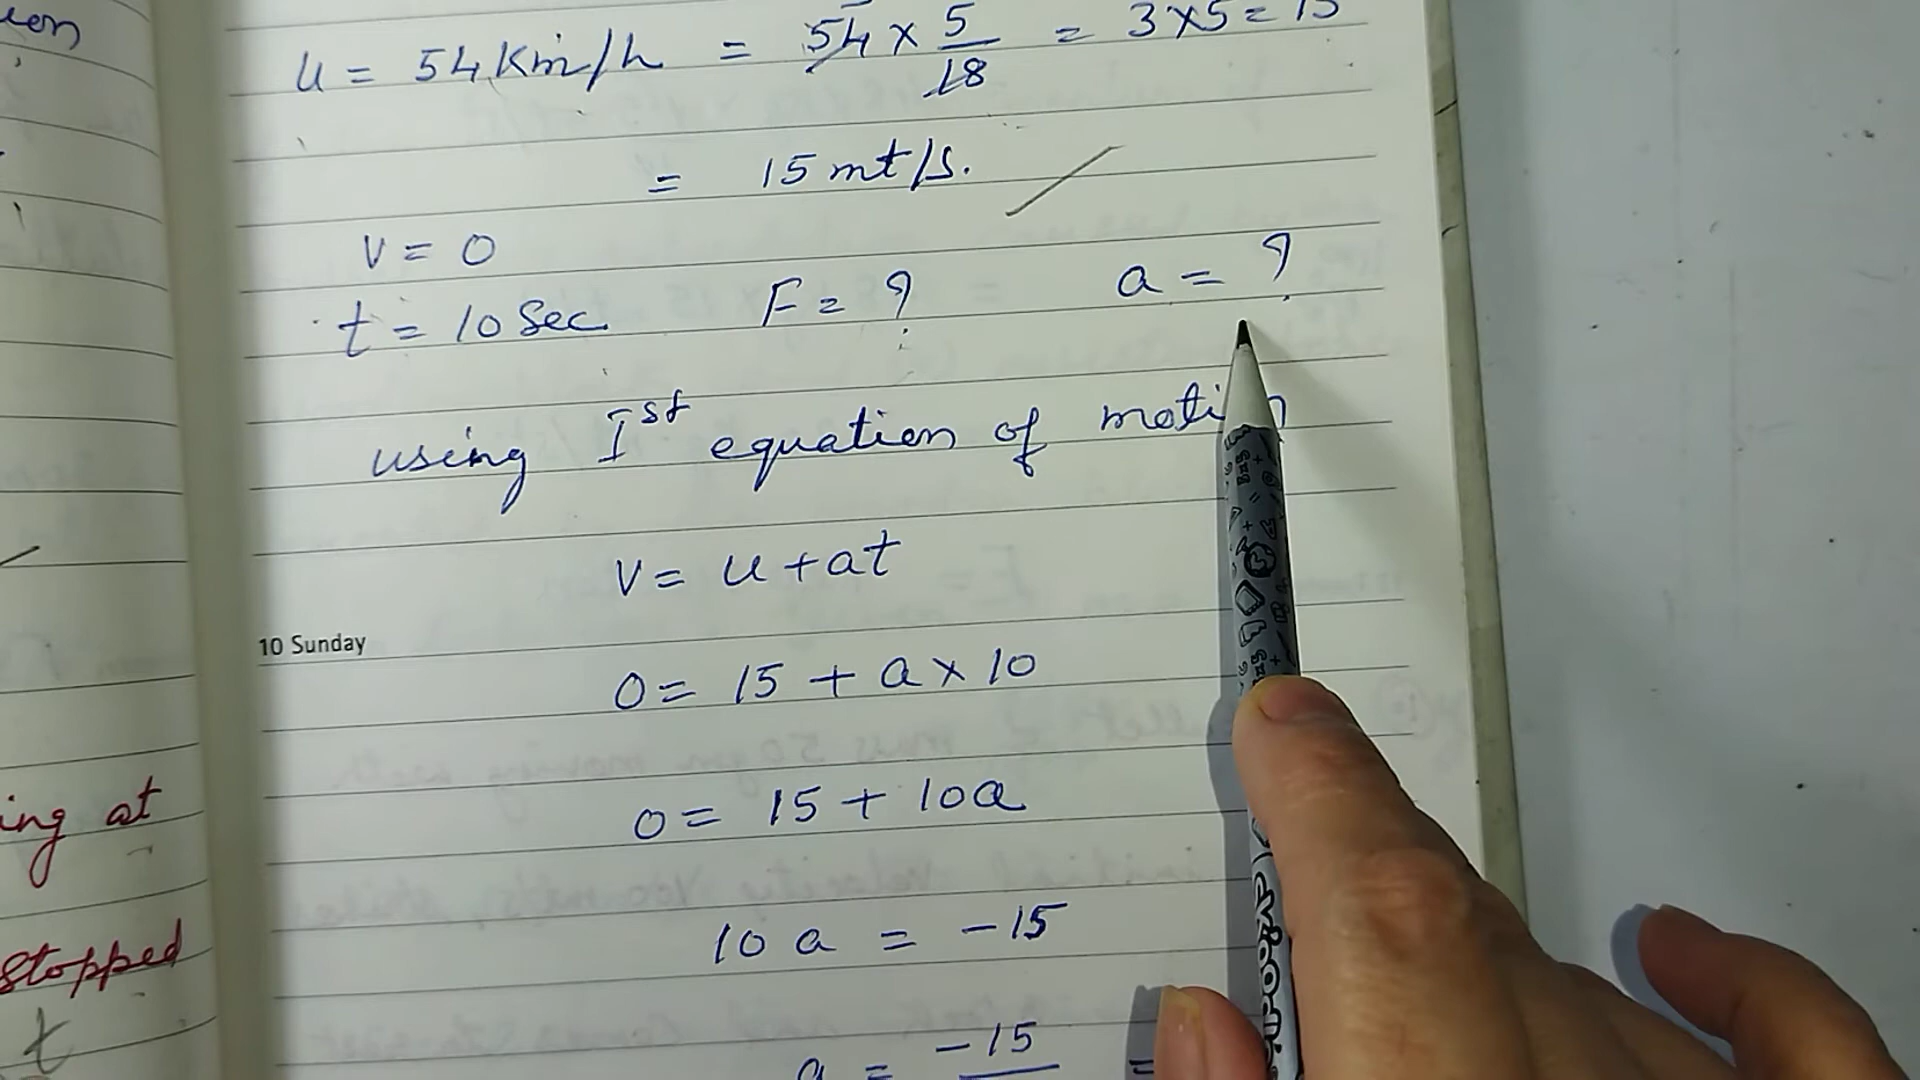 u = 54 Km/h = 54 × 5/18 = 3 × 5 = 15
= 15 mt/s.
v = 0
t = 10 Sec F = ? a = ?
using Ist equation of motion
v = u + at
10 Sunday
0 = 15 + a × 10
0 = 15 + 10a
ing at
10 a = -15
stopped
t
a = -15 =